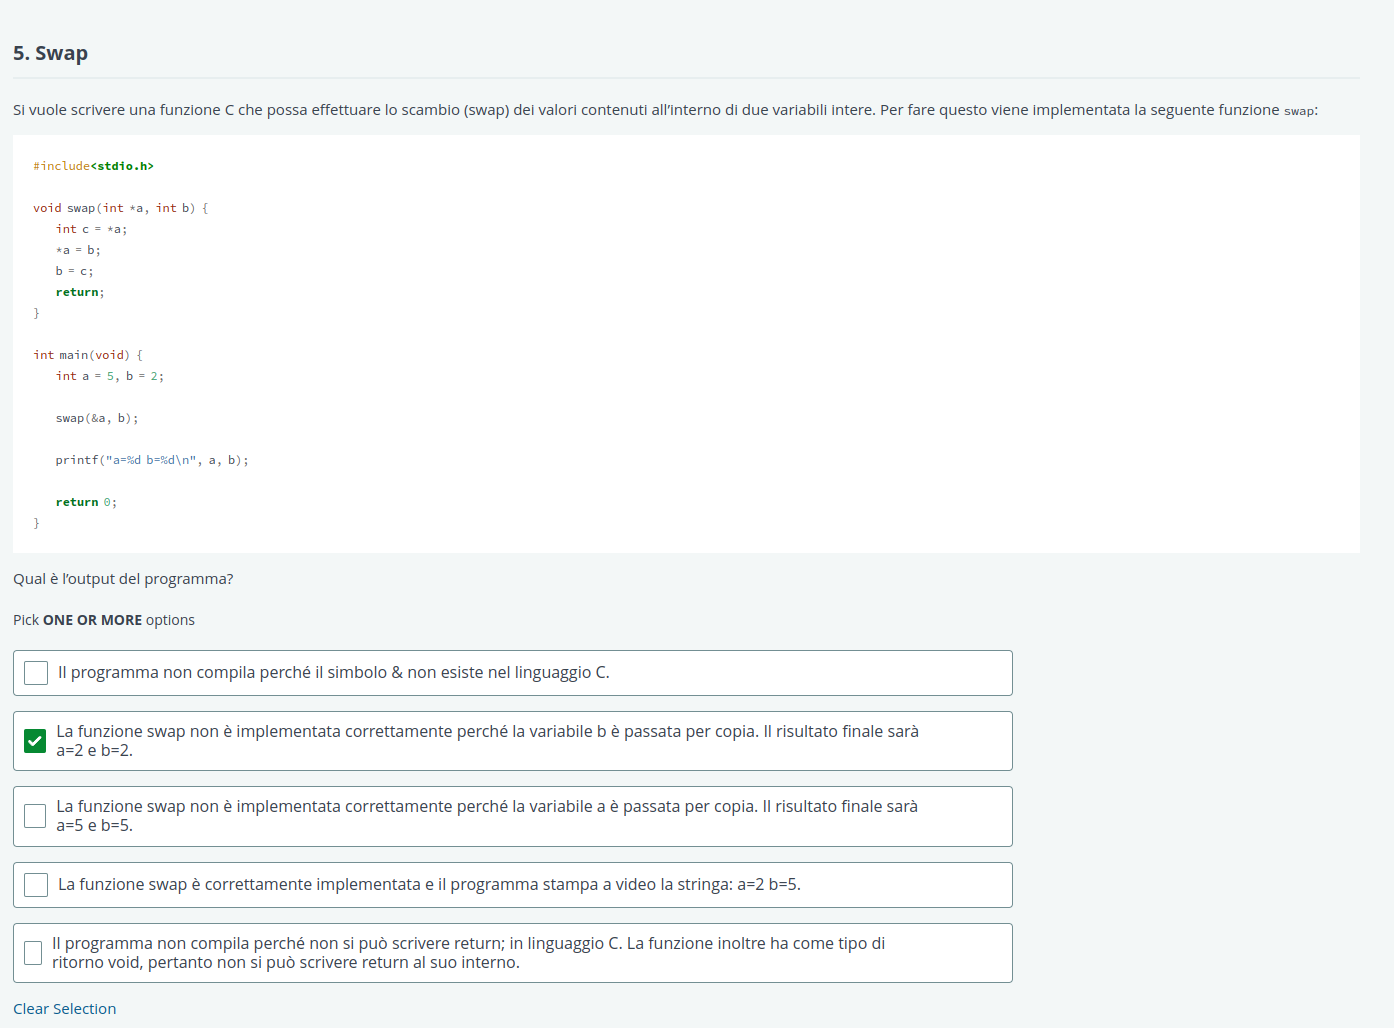 5. Swap
Si vuole scrivere una funzione C che possa effettuare lo scambio (swap) dei valori contenuti all’interno di due variabili intere. Per fare questo viene implementata la seguente funzione swap:
#include<stdio.h>
void swap(int *a, int b) {
int c = *a;
*a = b;
b = c;
return;
}
int main(void) {
int a = 5, b = 2;
swap(&a, b);
printf("a=%d b=%d\n", a, b);
return 0;
}
Qual è l’output del programma?
Pick ONE OR MORE options
Il programma non compila perché il simbolo & non esiste nel linguaggio C.
La funzione swap non è implementata correttamente perché la variabile b è passata per copia. Il risultato finale sarà
a=2 e b=2.
La funzione swap non è implementata correttamente perché la variabile a è passata per copia. Il risultato finale sarà
a=5 e b=5.
La funzione swap è correttamente implementata e il programma stampa a video la stringa: a=2 b=5.
Il programma non compila perché non si può scrivere return; in linguaggio C. La funzione inoltre ha come tipo di
ritorno void, pertanto non si può scrivere return al suo interno.
Clear Selection